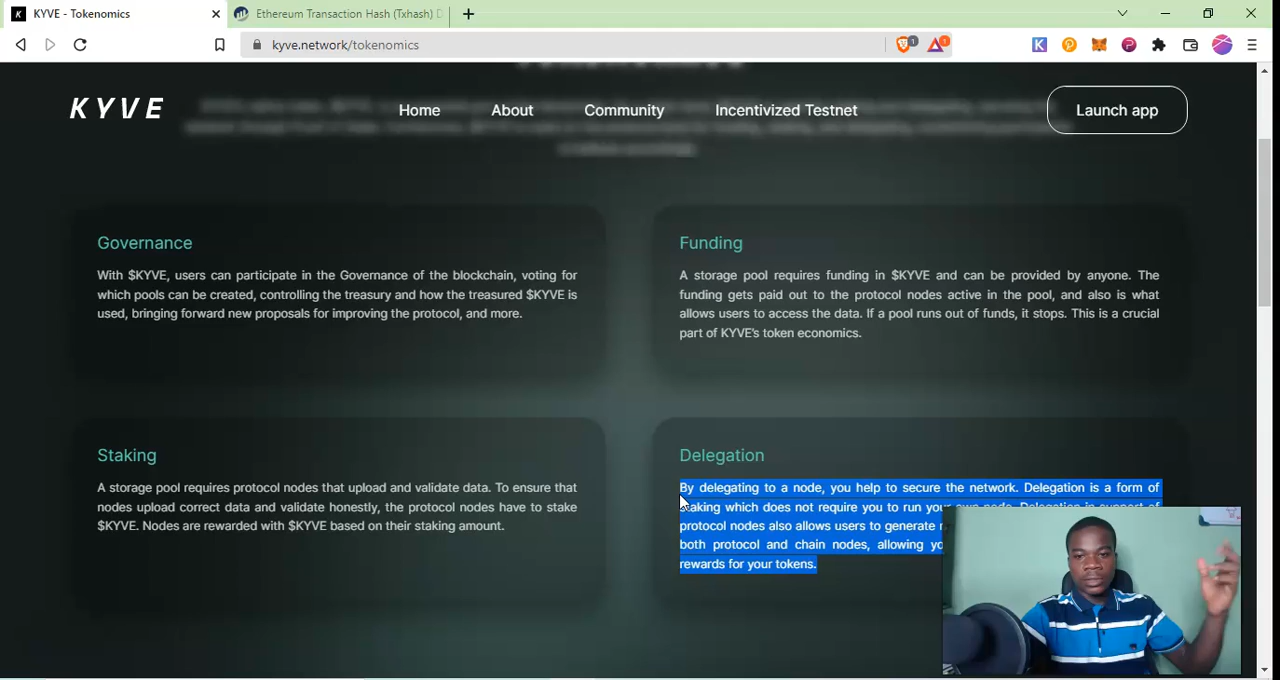 KYVE - Tokenomics
Ethereum Transaction Hash (Txhash) D
kyve.network/tokenomics
1
1
KYVE
Home
About
Community
Incentivized Testnet
Launch app
Governance
With $KYVE, users can participate in the Governance of the blockchain, voting for
which pools can be created, controlling the treasury and how the treasured $KYVE is
used, bringing forward new proposals for improving the protocol, and more.
Funding
A storage pool requires funding in $KYVE and can be provided by anyone. The
funding gets paid out to the protocol nodes active in the pool, and also is what
allows users to access the data. If a pool runs out of funds, it stops. This is a crucial
part of KYVE's token economics.
Staking
A storage pool requires protocol nodes that upload and validate data. To ensure that
nodes upload correct data and validate honestly, the protocol nodes have to stake
$KYVE. Nodes are rewarded with $KYVE based on their staking amount.
Delegation
By delegating to a node, you help to secure the network. Delegation is a form of
staking which does not require you to run your own node. Delegation in support of
protocol nodes also allows users to generate
both protocol and chain nodes, allowing
rewards for your tokens.